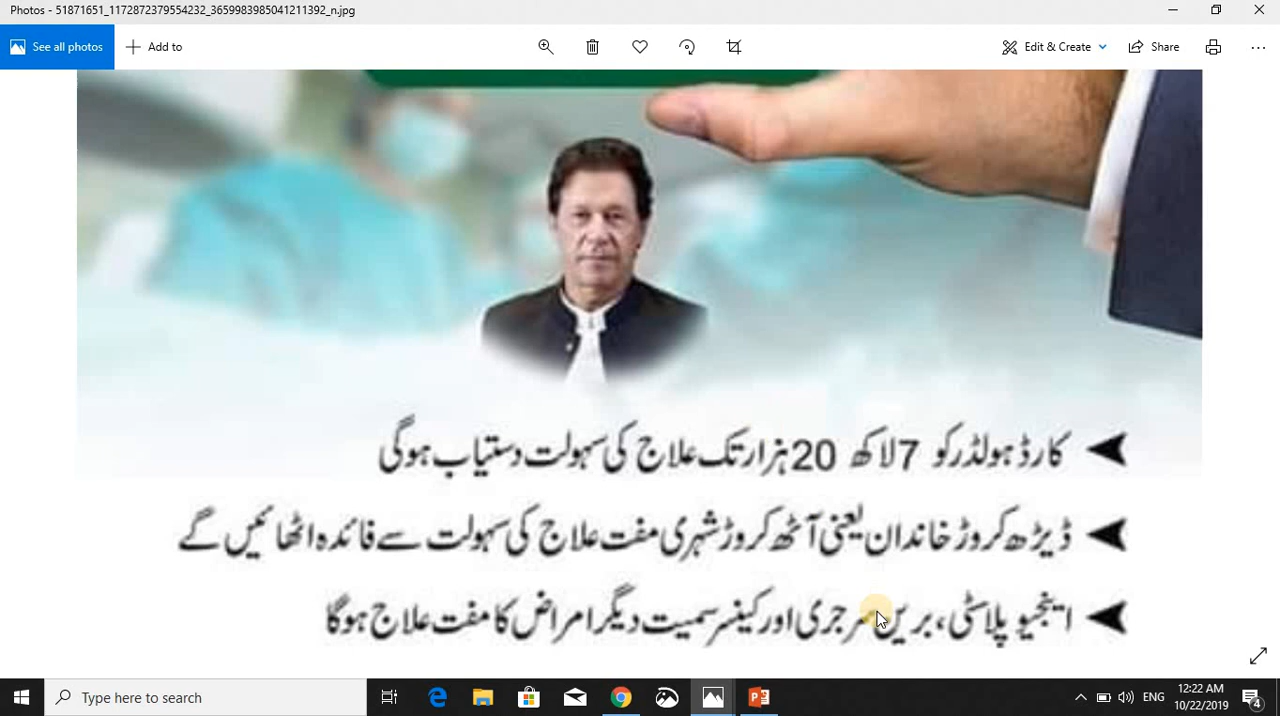 Photos - 51871651_1172872379554232_3659983985041211392_n.jpg
See all photos
Add to
Edit & Create
Share
کارڈ ہولڈر کو 7 لاکھ 20 ہزار تک علاج کی سہولت دستیاب ہوگی
ڈیڑھ کروڑ خاندان یعنی آٹھ کروڑ شہری مفت علاج کی سہولت سے فائدہ اٹھائیں گے
اینجیو پلاسٹی، برین سرجری اور کینسر سمیت دیگر امراض کا مفت علاج ہوگا
Type here to search
ENG
12:22 AM
10/22/2019
4